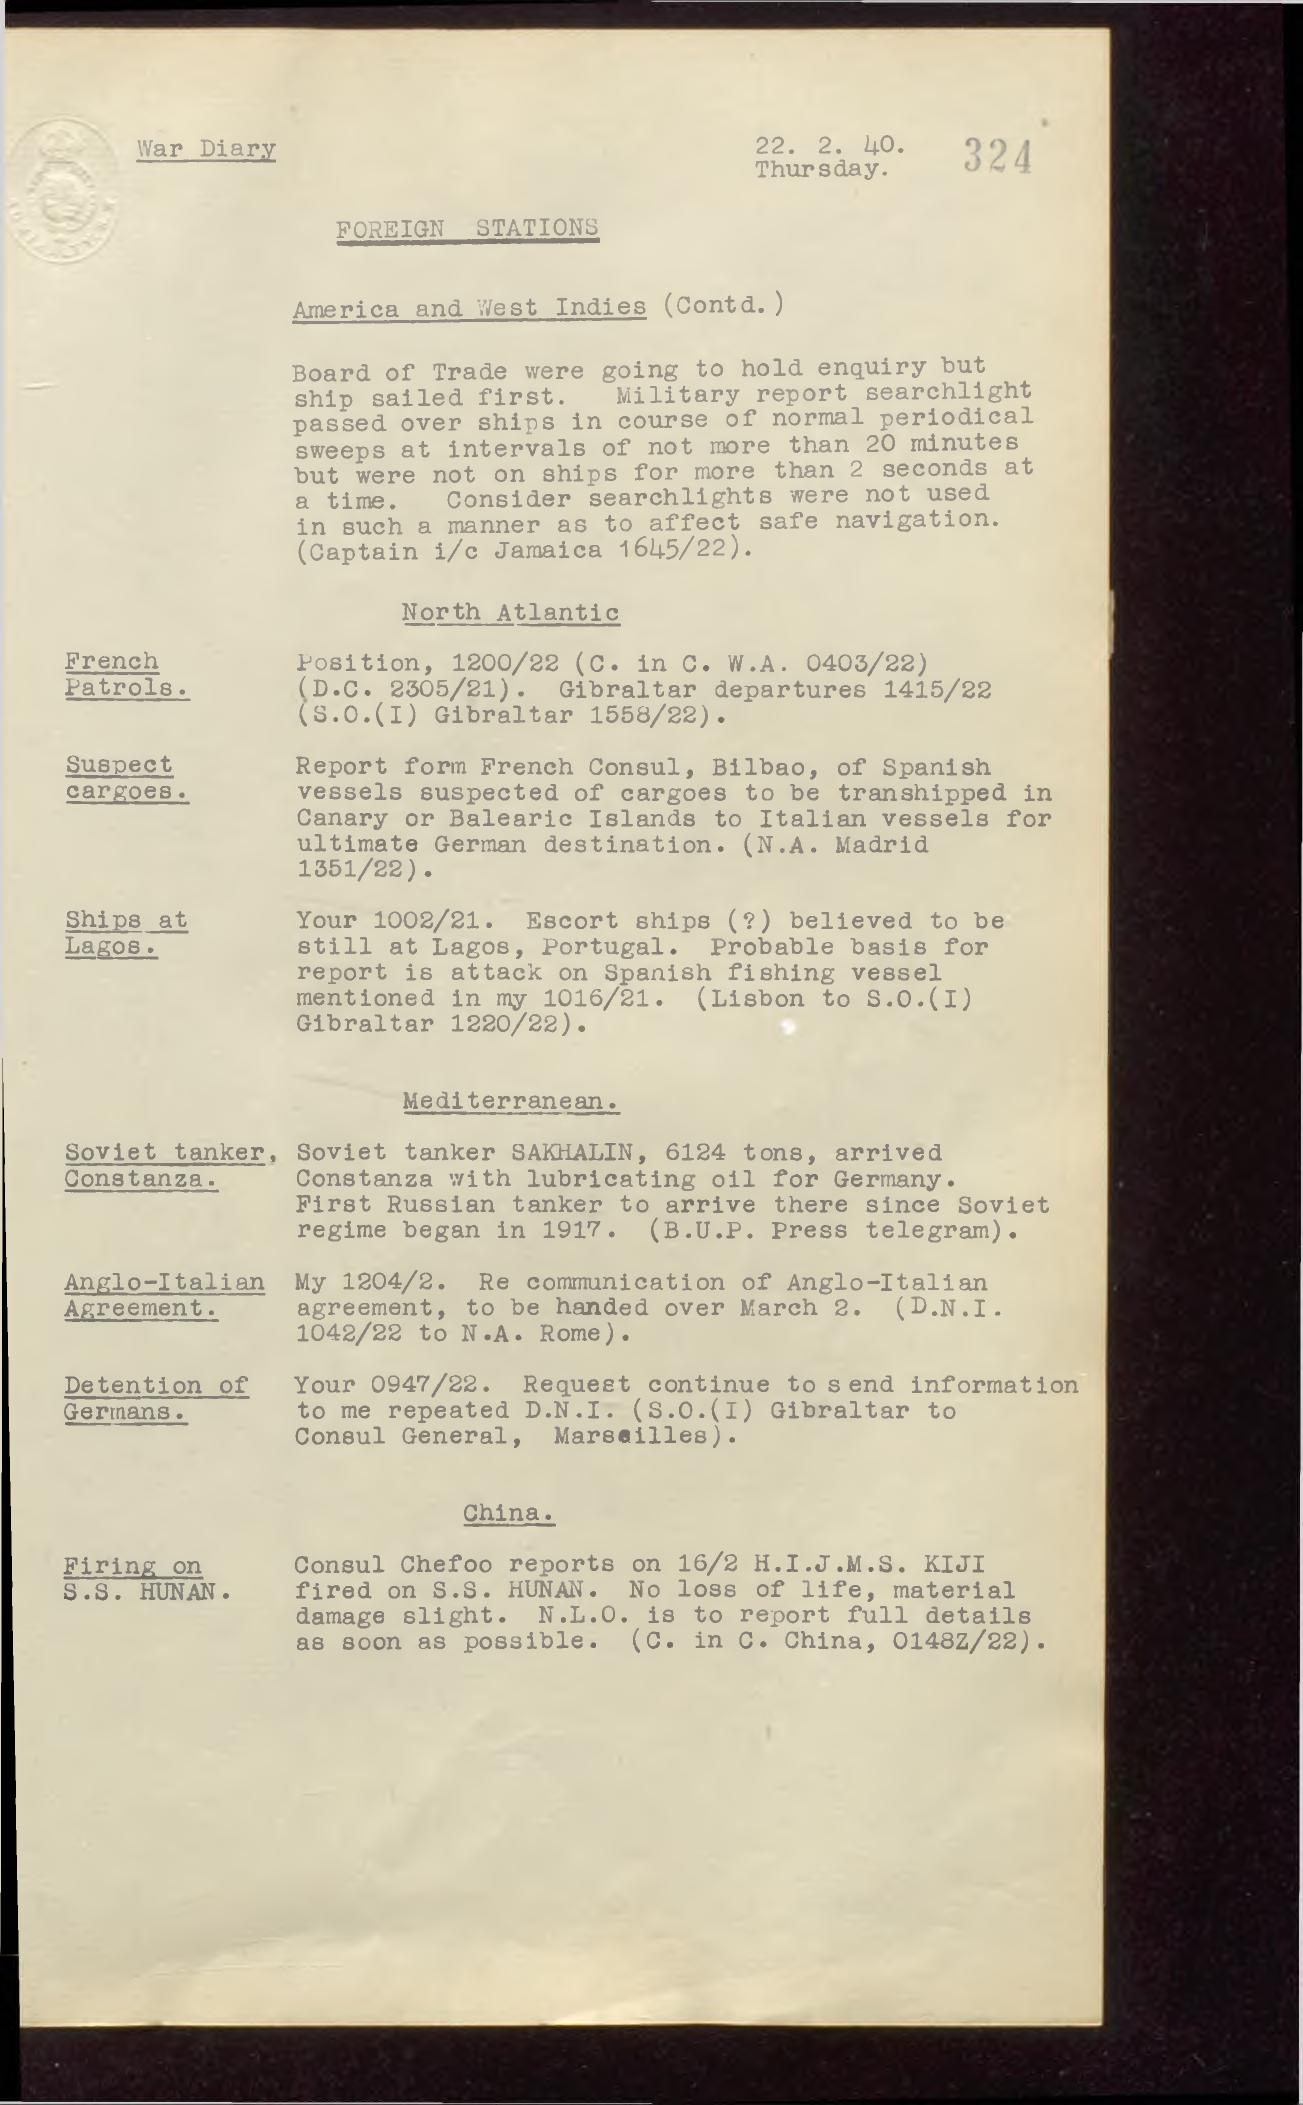 War Diary
22. 2. 40.
Thursday.
324
FOREIGN STATIONS
America and West Indies (Contd.)
Board of Trade were going to hold enquiry but
ship sailed first. Military report searchlight
passed over ships in course of normal periodical
sweeps at intervals of not more than 20 minutes
but were not on ships for more than 2 seconds at
a time. Consider searchlights were not used
in such a manner as to affect safe navigation.
(Captain i/c Jamaica 1645/22).
North Atlantic
French
Patrols.
Position, 1200/22 (C. in C. W.A. 0403/22)
(D.C. 2305/21). Gibraltar departures 1415/22
(S.O.(I) Gibraltar 1558/22).
Suspect
cargoes.
Report form French Consul, Bilbao, of Spanish
vessels suspected of cargoes to be transhipped in
Canary or Balearic Islands to Italian vessels for
ultimate German destination. (N.A. Madrid
1351/22).
Ships at
Lagos.
Your 1002/21. Escort ships (?) believed to be
still at Lagos, Portugal. Probable basis for
report is attack on Spanish fishing vessel
mentioned in my 1016/21. (Lisbon to S.O.(I)
Gibraltar 1220/22).
Mediterranean.
Soviet tanker,
Constanza.
Soviet tanker SAKHALIN, 6124 tons, arrived
Constanza with lubricating oil for Germany.
First Russian tanker to arrive there since Soviet
regime began in 1917. (B.U.P. Press telegram).
Anglo-Italian
Agreement.
My 1204/2. Re communication of Anglo-Italian
agreement, to be handed over March 2. (D.N.I.
1042/22 to N.A. Rome).
Detention of
Germans.
Your 0947/22. Request continue to send information
to me repeated D.N.I. (S.O.(I) Gibraltar to
Consul General, Marseilles).
China.
Firing on
S.S. HUNAN.
Consul Chefoo reports on 16/2 H.I.J.M.S. KIJI
fired on S.S. HUNAN. No loss of life, material
damage slight. N.L.O. is to report full details
as soon as possible. (C. in C. China, 0148Z/22).